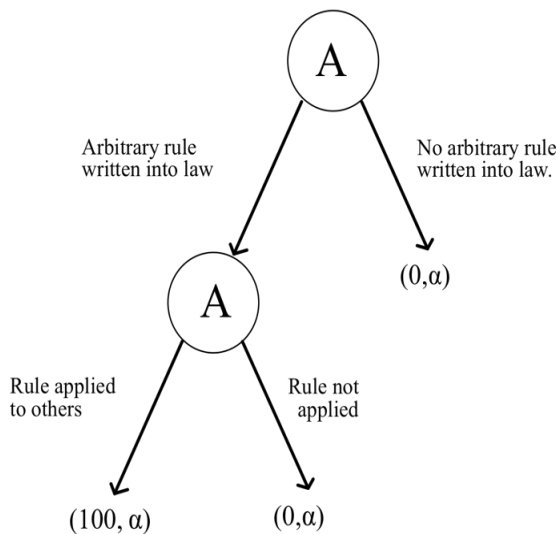 A
Arbitrary rule
written into law
No arbitrary rule
written into law.
(0,α)
A
Rule applied
to others
Rule not
applied
(100, α)
(0,α)